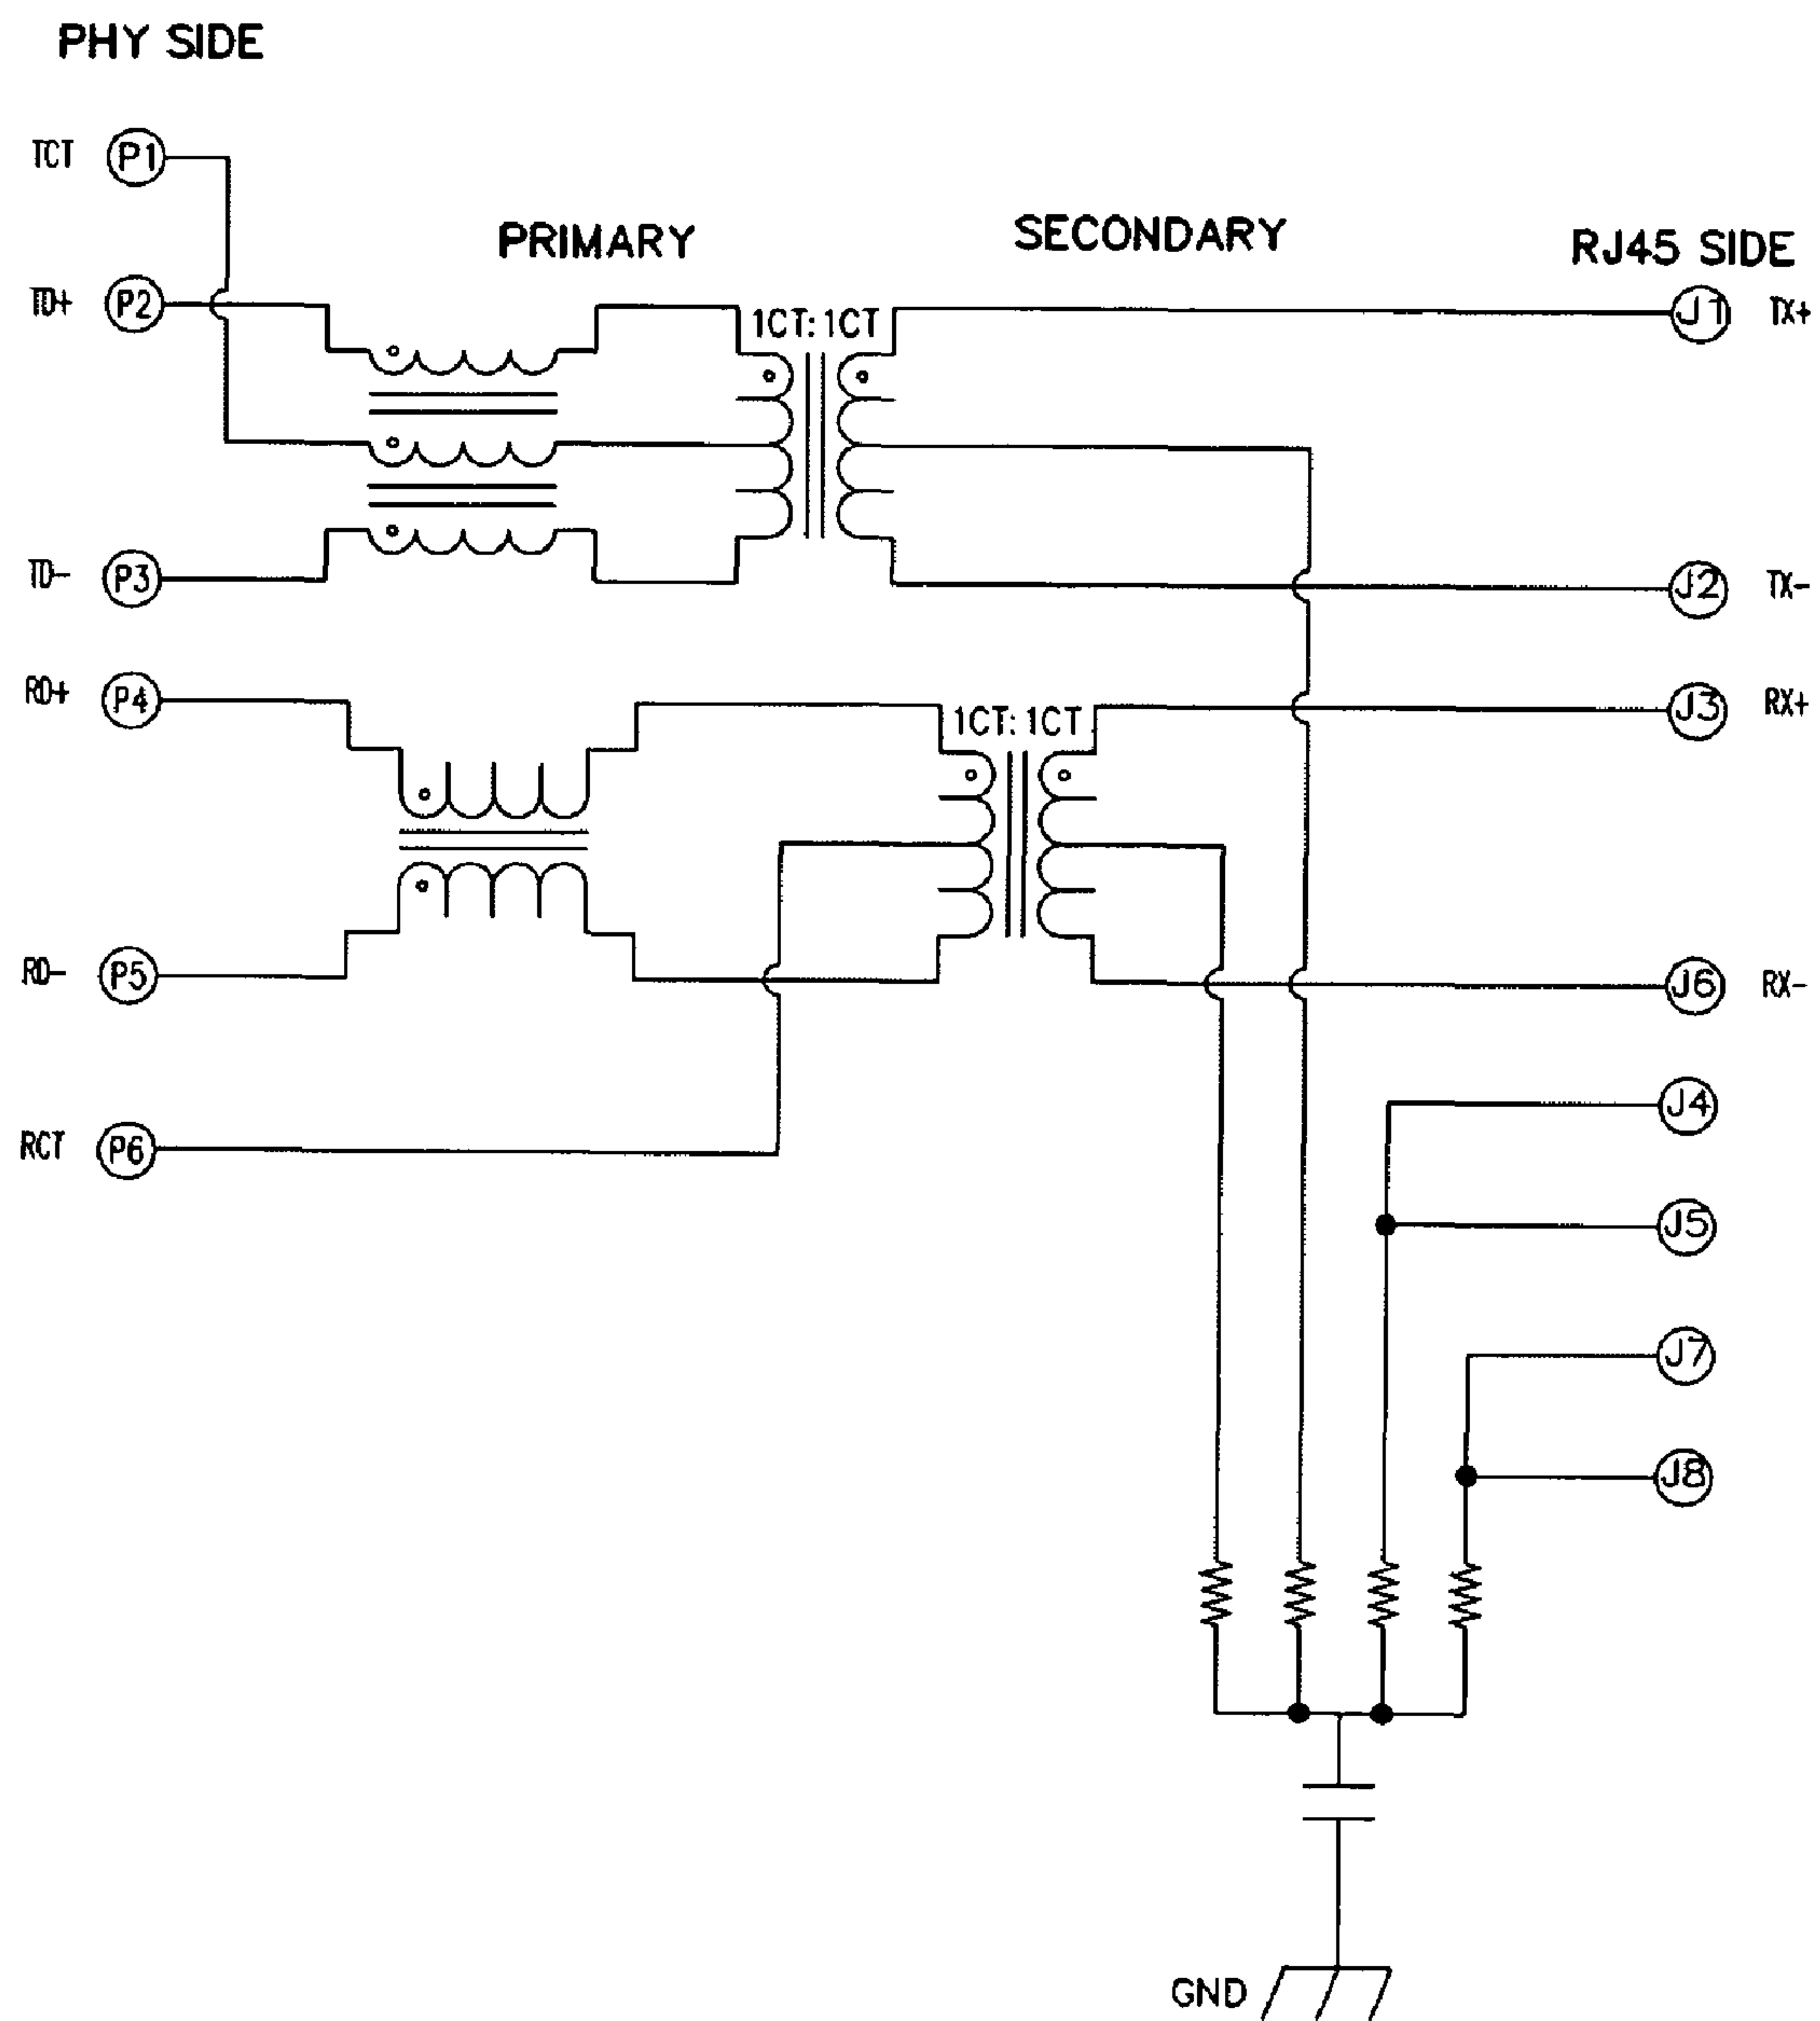 PHY SIDE
TCT P1
PRIMARY
SECONDARY
RJ45 SIDE
TD+ P2
1CT:1CT
J1 TX+
TD- P3
J2 TX-
RD+ P4
1CT:1CT
J3 RX+
RD- P5
J6 RX-
J4
RCT P6
J5
J7
J8
GND